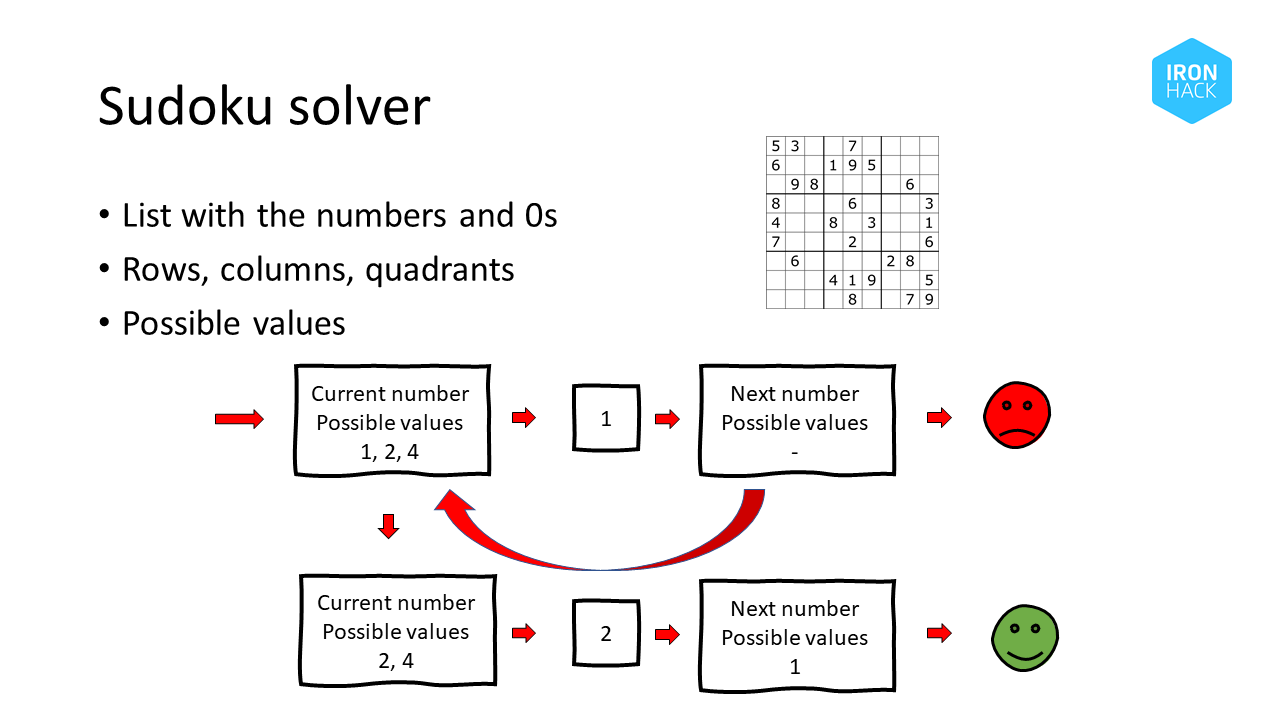 IRON
HACK
Sudoku solver
• List with the numbers and 0s
• Rows, columns, quadrants
• Possible values
5 3 7
6 1 9 5
9 8 6
8 6 3
4 8 3 1
7 2 6
6 2 8
4 1 9 5
8 7 9
Current number
Possible values
1, 2, 4
1
Next number
Possible values
-
Current number
Possible values
2, 4
2
Next number
Possible values
1